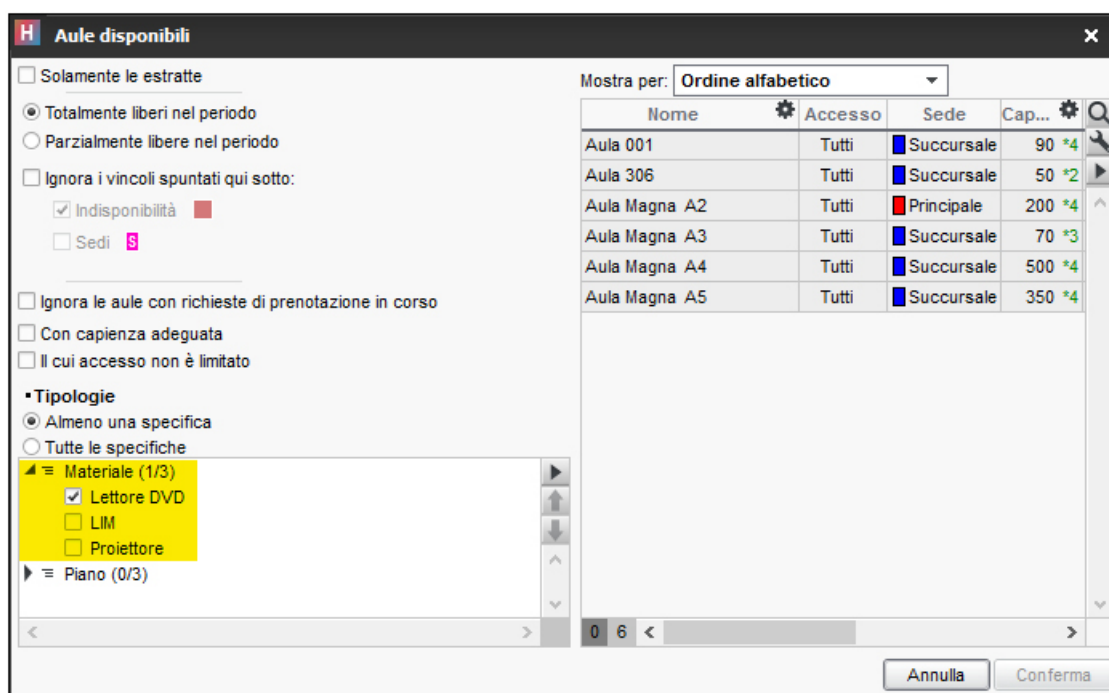 H Aule disponibili
Solamente le estratte
Totalmente liberi nel periodo
Parzialmente libere nel periodo
Ignora i vincoli spuntati qui sotto:
Indisponibilità
Sedi S
Ignora le aule con richieste di prenotazione in corso
Con capienza adeguata
Il cui accesso non è limitato
Tipologie
Almeno una specifica
Tutte le specifiche
Materiale (1/3)
Lettore DVD
LIM
Proiettore
Piano (0/3)
Mostra per: Ordine alfabetico
Nome Accesso Sede Cap...
Aula 001 Tutti Succursale 90 *4
Aula 306 Tutti Succursale 50 *2
Aula Magna A2 Tutti Principale 200 *4
Aula Magna A3 Tutti Succursale 70 *3
Aula Magna A4 Tutti Succursale 500 *4
Aula Magna A5 Tutti Succursale 350 *4
0 6
Annulla Conferma